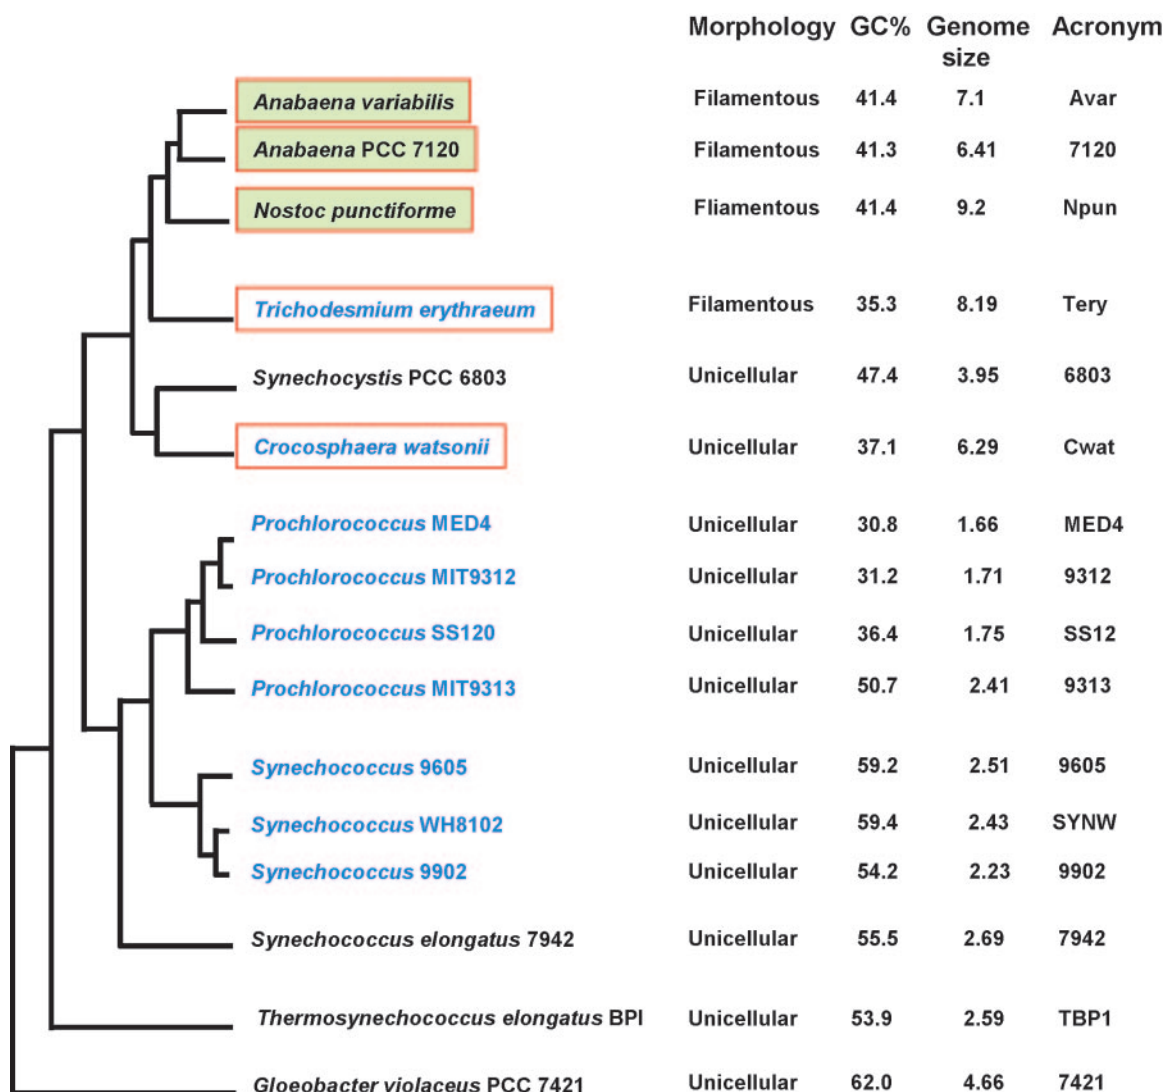 Morphology GC% Genome size Acronym
Anabaena variabilis Filamentous 41.4 7.1 Avar
Anabaena PCC 7120 Filamentous 41.3 6.41 7120
Nostoc punctiforme Fliamentous 41.4 9.2 Npun
Trichodesmium erythraeum Filamentous 35.3 8.19 Tery
Synechocystis PCC 6803 Unicellular 47.4 3.95 6803
Crocosphaera watsonii Unicellular 37.1 6.29 Cwat
Prochlorococcus MED4 Unicellular 30.8 1.66 MED4
Prochlorococcus MIT9312 Unicellular 31.2 1.71 9312
Prochlorococcus SS120 Unicellular 36.4 1.75 SS12
Prochlorococcus MIT9313 Unicellular 50.7 2.41 9313
Synechococcus 9605 Unicellular 59.2 2.51 9605
Synechococcus WH8102 Unicellular 59.4 2.43 SYNW
Synechococcus 9902 Unicellular 54.2 2.23 9902
Synechococcus elongatus 7942 Unicellular 55.5 2.69 7942
Thermosynechococcus elongatus BPI Unicellular 53.9 2.59 TBP1
Gloeobacter violaceus PCC 7421 Unicellular 62.0 4.66 7421